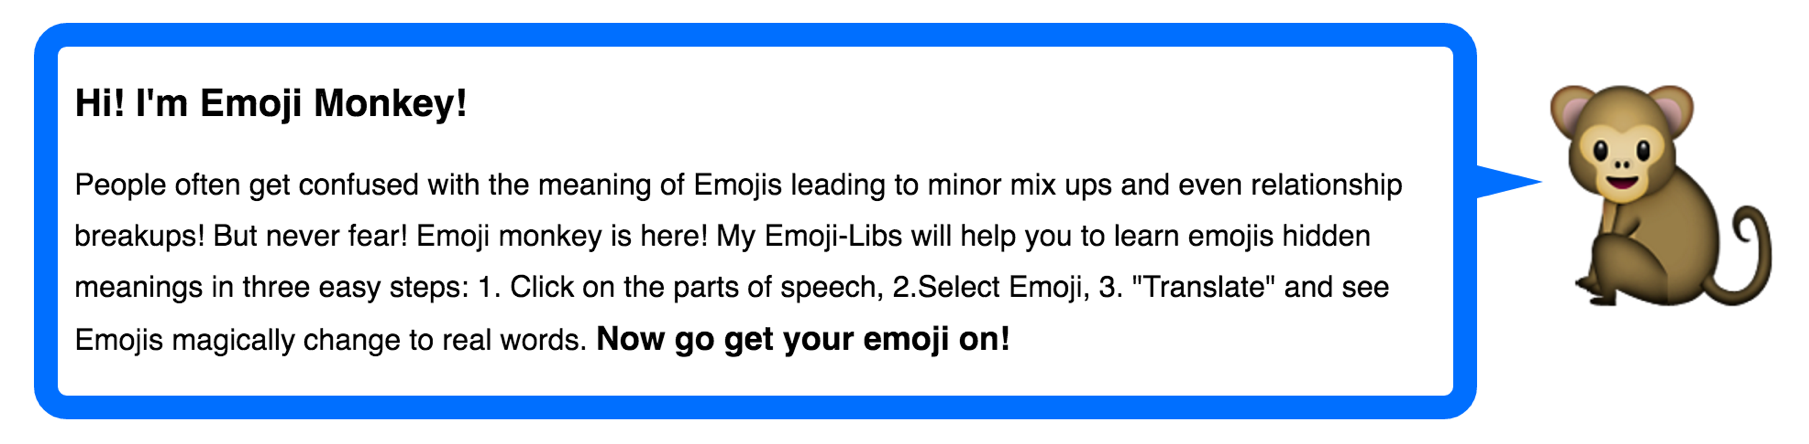 Hi! I'm Emoji Monkey!
People often get confused with the meaning of Emojis leading to minor mix ups and even relationship
breakups! But never fear! Emoji monkey is here! My Emoji-Libs will help you to learn emojis hidden
meanings in three easy steps: 1. Click on the parts of speech, 2.Select Emoji, 3. "Translate" and see
Emojis magically change to real words. Now go get your emoji on!